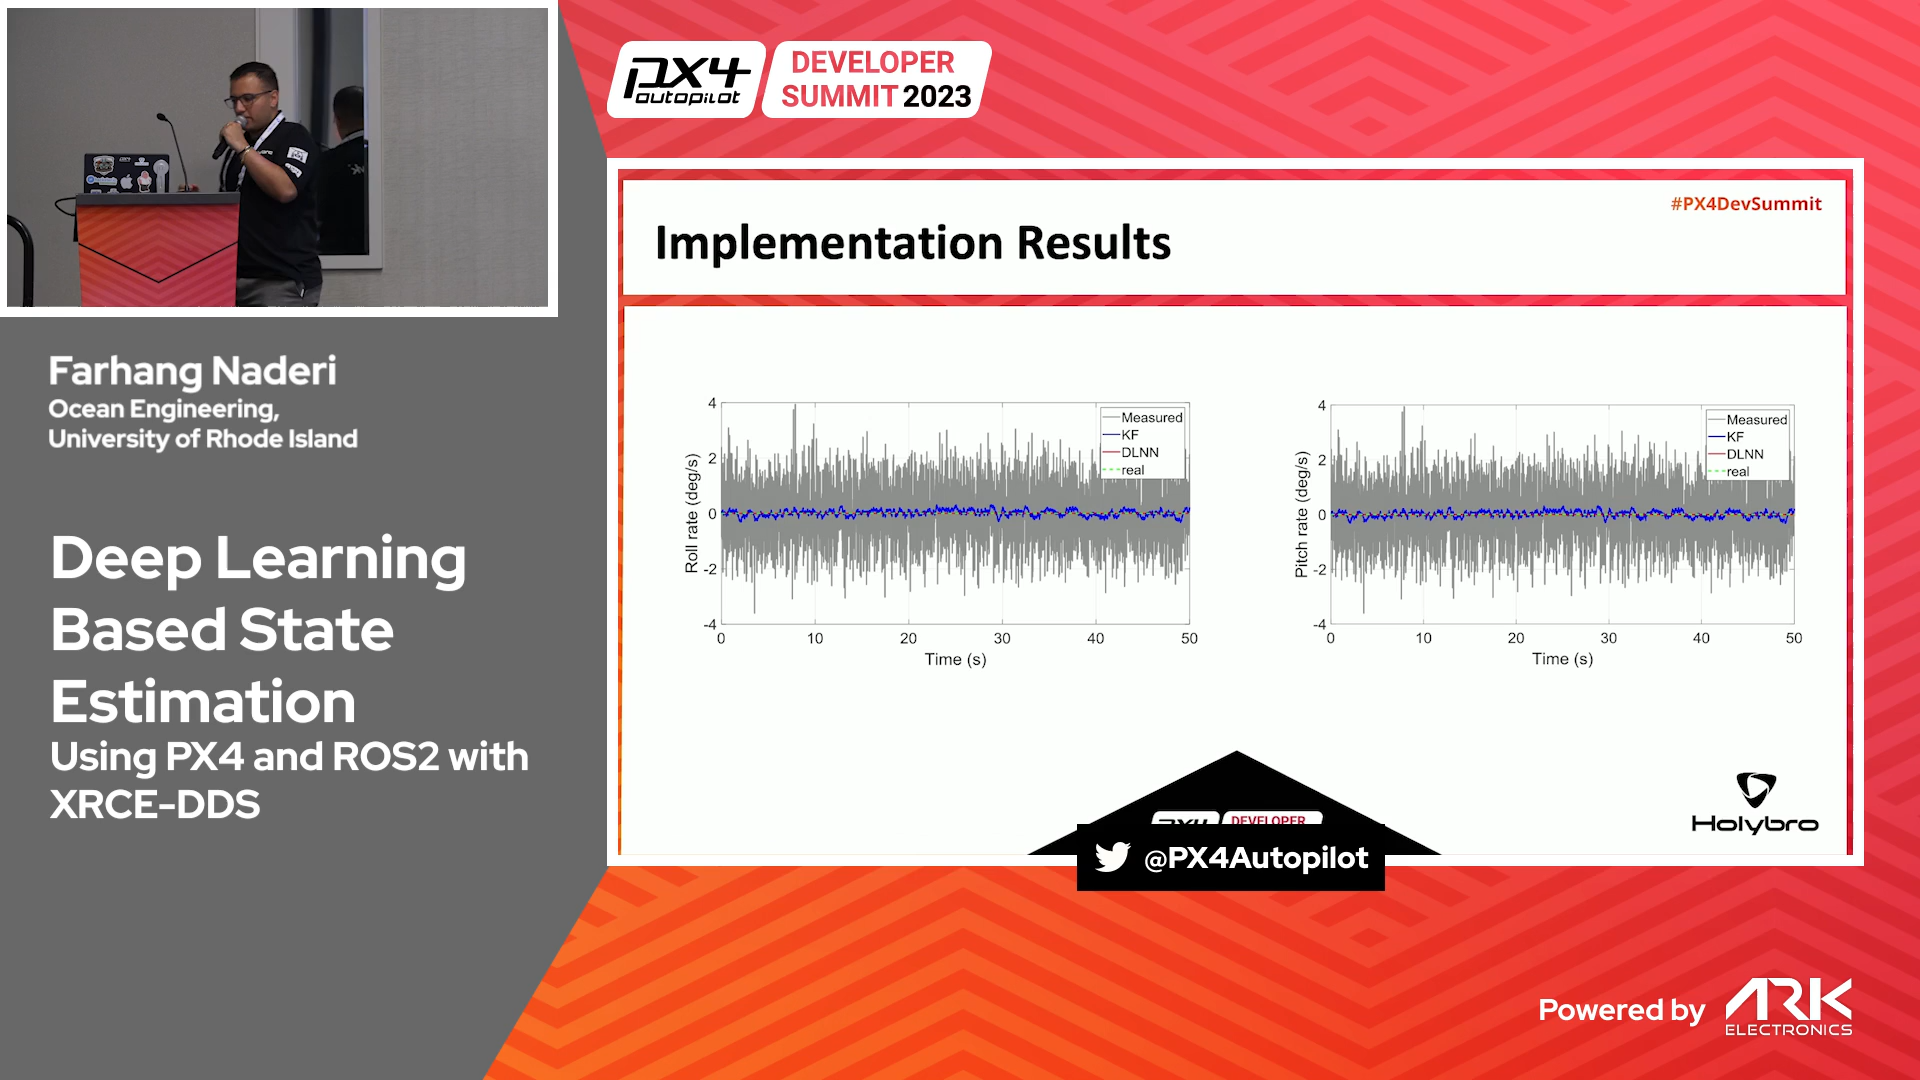 PX4
autopilot
DEVELOPER
SUMMIT 2023
#PX4DevSummit
Implementation Results
Farhang Naderi
Ocean Engineering,
University of Rhode Island
Deep Learning
Based State
Estimation
Using PX4 and ROS2 with
XRCE-DDS
4
2
0
-2
-4
Roll rate (deg/s)
Measured
KF
DLNN
real
0 10 20 30 40 50
Time (s)
4
2
0
-2
-4
Pitch rate (deg/s)
Measured
KF
DLNN
real
0 10 20 30 40 50
Time (s)
Holybro
PX4 DEVELOPER
@PX4Autopilot
Powered by ARK
ELECTRONICS